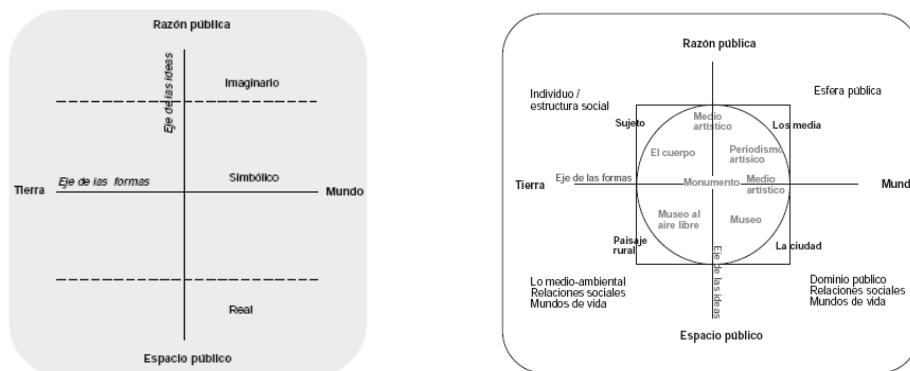 Razón pública
Eje de las ideas
Imaginario
Tierra
Eje de las formas
Simbólico
Mundo
Real
Espacio público
Razón pública
Individuo /
estructura social
Esfera pública
Sujeto
Medio
artístico
Los media
El cuerpo
Periodismo
artísico
Tierra
Eje de las formas
Monumento
Medio
artístico
Mund
Museo al
aire libre
Museo
Paisaje
rural
La ciudad
Eje de las ideas
Lo medio-ambiental
Relaciones sociales
Mundos de vida
Dominio público
Relaciones sociales
Mundos de vida
Espacio público